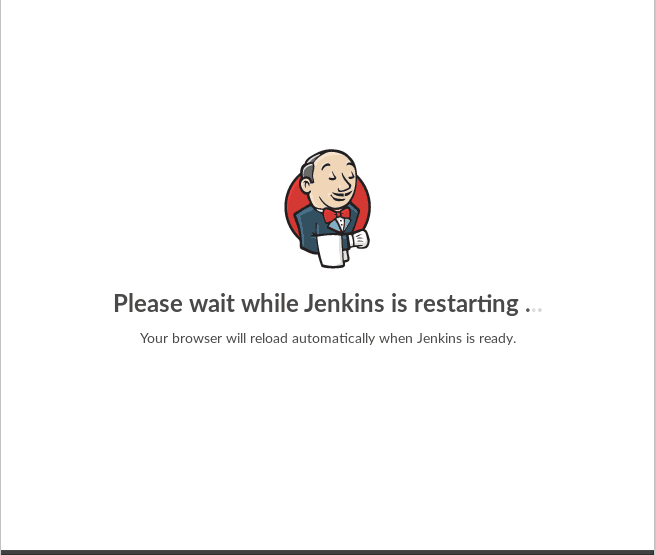 Please wait while Jenkins is restarting ...
Your browser will reload automatically when Jenkins is ready.